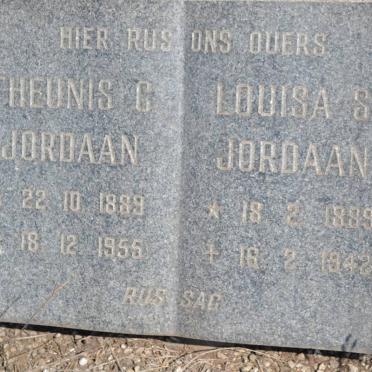 HIER RUS ONS OUERS
THEUNIS G LOUISA S
JORDAAN JORDAAN
22.10.1889 * 18.2.1899
18.12.1955 + 16.2.1942
RUS SAG